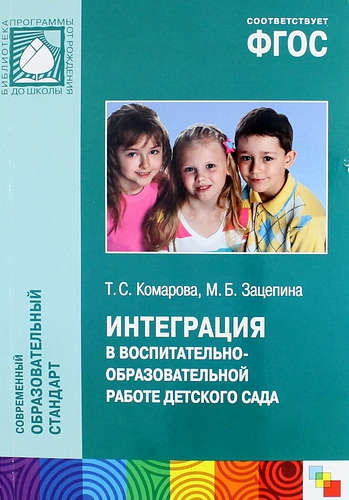 БИБЛИОТЕКА
ПРОГРАММЫ
ОТ РОЖДЕНИЯ
ДО ШКОЛЫ
СООТВЕТСТВУЕТ
ФГОС
Т. С. Комарова, М. Б. Зацепина
ИНТЕГРАЦИЯ
В ВОСПИТАТЕЛЬНО-
ОБРАЗОВАТЕЛЬНОЙ
РАБОТЕ ДЕТСКОГО САДА
СОВРЕМЕННЫЙ
ОБРАЗОВАТЕЛЬНЫЙ
СТАНДАРТ